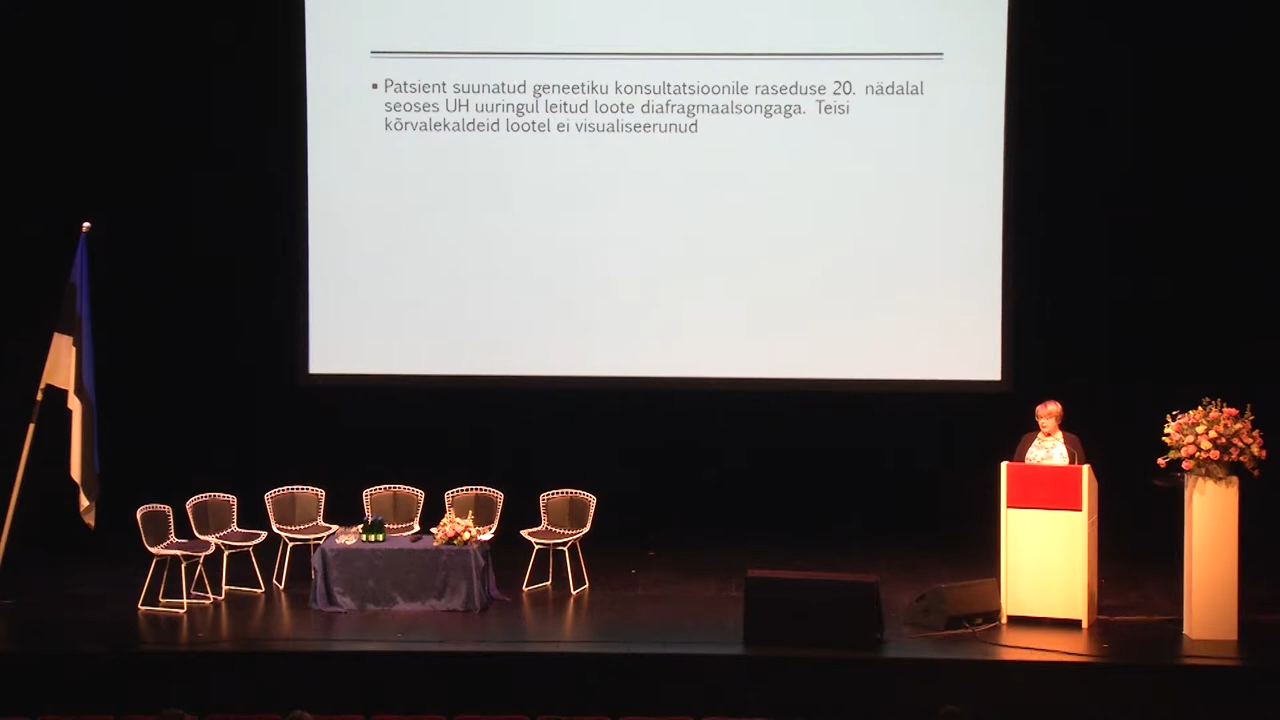 ▪ Patsient suunatud geneetiku konsultatsioonile raseduse 20. nädalal
seoses UH uuringul leitud loote diafragmaalsongaga. Teisi
kõrvalekaldeid lootel ei visualiseerunud